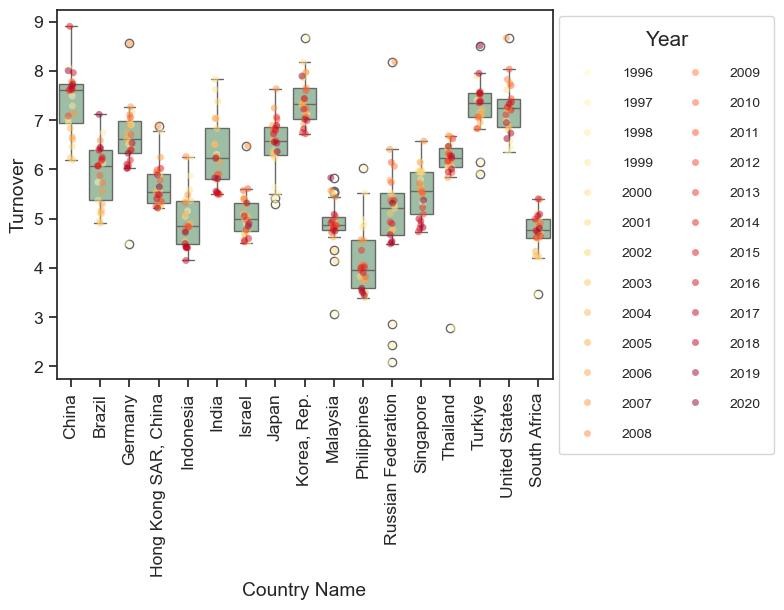 Turnover
9
8
7
6
5
4
3
2
China
Brazil
Germany
Hong Kong SAR, China
Indonesia
India
Israel
Japan
Korea, Rep.
Malaysia
Philippines
Russian Federation
Singapore
Thailand
Turkiye
United States
South Africa
Country Name
Year
1996
1997
1998
1999
2000
2001
2002
2003
2004
2005
2006
2007
2008
2009
2010
2011
2012
2013
2014
2015
2016
2017
2018
2019
2020